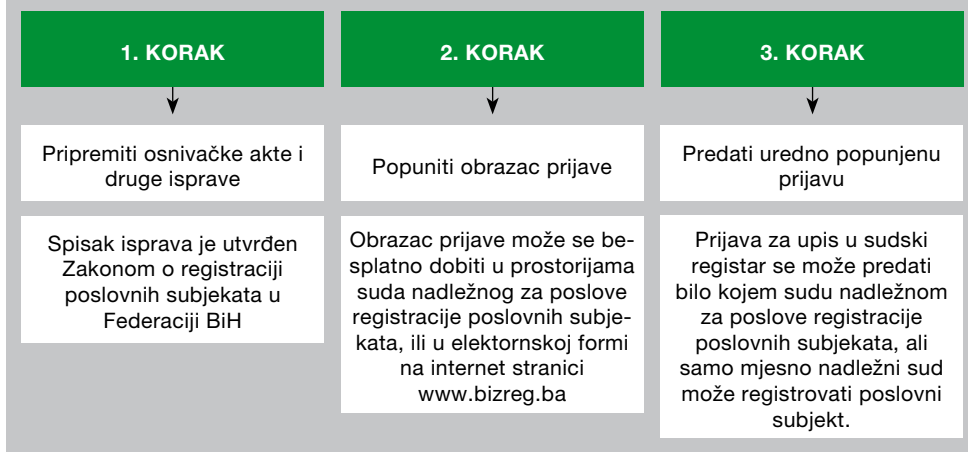 1. KORAK
Pripremiti osnivačke akte i
druge isprave
Spisak isprava je utvrđen
Zakonom o registraciji
poslovnih subjekata u
Federaciji BiH
2. KORAK
Popuniti obrazac prijave
Obrazac prijave može se be-
splatno dobiti u prostorijama
suda nadležnog za poslove
registracije poslovnih subje-
kata, ili u elektornskoj formi
na internet stranici
www.bizreg.ba
3. KORAK
Predati uredno popunjenu
prijavu
Prijava za upis u sudski
registar se može predati
bilo kojem sudu nadležnom
za poslove registracije
poslovnih subjekata, ali
samo mjesno nadležni sud
može registrovati poslovni
subjekt.